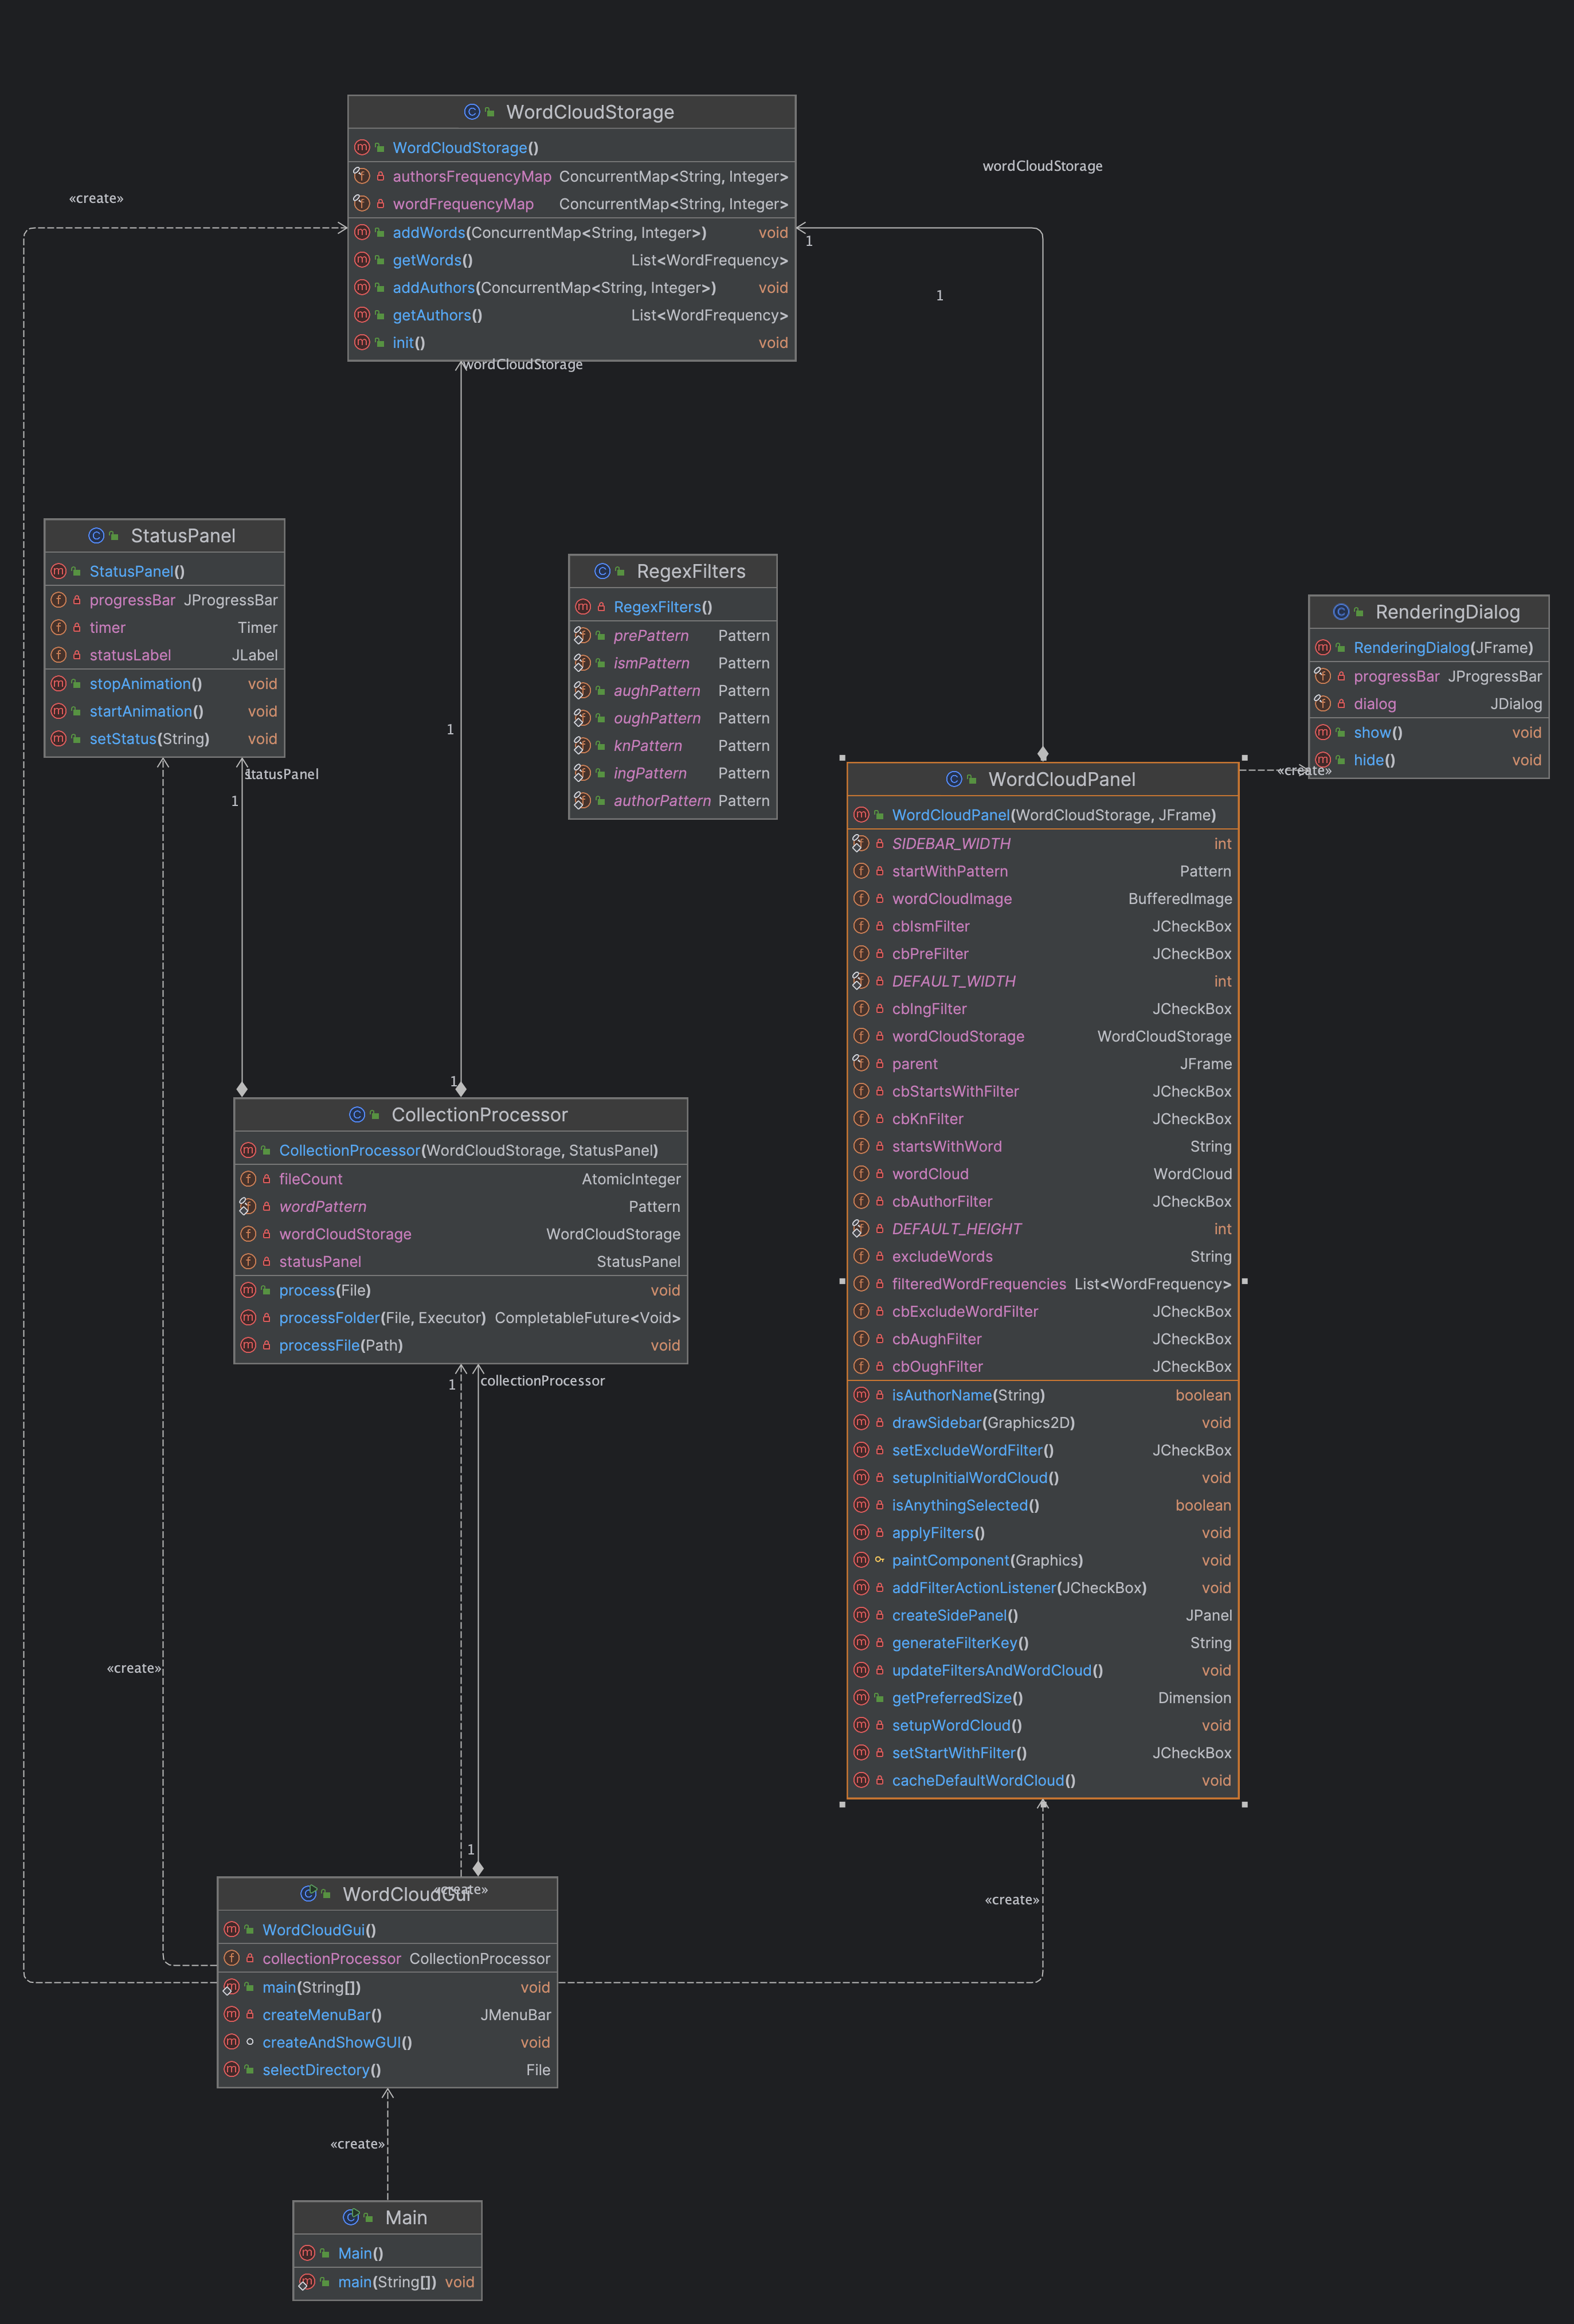 WordCloudStorage
WordCloudStorage()
authorsFrequencyMap ConcurrentMap<String, Integer>
wordFrequencyMap ConcurrentMap<String, Integer>
addWords(ConcurrentMap<String, Integer>) void
getWords() List<WordFrequency>
addAuthors(ConcurrentMap<String, Integer>) void
getAuthors() List<WordFrequency>
init() void
wordCloudStorage
«create»
1
1
wordCloudStorage
StatusPanel
StatusPanel()
progressBar JProgressBar
timer Timer
statusLabel JLabel
stopAnimation() void
startAnimation() void
setStatus(String) void
1
statusPanel
1
1
RegexFilters
RegexFilters()
prePattern Pattern
ismPattern Pattern
aughPattern Pattern
oughPattern Pattern
knPattern Pattern
ingPattern Pattern
authorPattern Pattern
RenderingDialog
RenderingDialog(JFrame)
progressBar JProgressBar
dialog JDialog
show() void
hide() void
«create»
WordCloudPanel
WordCloudPanel(WordCloudStorage, JFrame)
SIDEBAR_WIDTH int
startWithPattern Pattern
wordCloudImage BufferedImage
cbIsmFilter JCheckBox
cbPreFilter JCheckBox
DEFAULT_WIDTH int
cbIngFilter JCheckBox
wordCloudStorage WordCloudStorage
parent JFrame
cbStartsWithFilter JCheckBox
cbKnFilter JCheckBox
startsWithWord String
wordCloud WordCloud
cbAuthorFilter JCheckBox
DEFAULT_HEIGHT int
excludeWords String
filteredWordFrequencies List<WordFrequency>
cbExcludeWordFilter JCheckBox
cbAughFilter JCheckBox
cbOughFilter JCheckBox
isAuthorName(String) boolean
drawSidebar(Graphics2D) void
setExcludeWordFilter() JCheckBox
setupInitialWordCloud() void
isAnythingSelected() boolean
applyFilters() void
paintComponent(Graphics) void
addFilterActionListener(JCheckBox) void
createSidePanel() JPanel
generateFilterKey() String
updateFiltersAndWordCloud() void
getPreferredSize() Dimension
setupWordCloud() void
setStartWithFilter() JCheckBox
cacheDefaultWordCloud() void
1
CollectionProcessor
CollectionProcessor(WordCloudStorage, StatusPanel)
fileCount AtomicInteger
wordPattern Pattern
wordCloudStorage WordCloudStorage
statusPanel StatusPanel
process(File) void
processFolder(File, Executor) CompletableFuture<Void>
processFile(Path) void
1
collectionProcessor
«create»
1
«create»
«create»
WordCloudGui
WordCloudGui()
collectionProcessor CollectionProcessor
main(String[]) void
createMenuBar() JMenuBar
createAndShowGUI() void
selectDirectory() File
«create»
Main
Main()
main(String[]) void